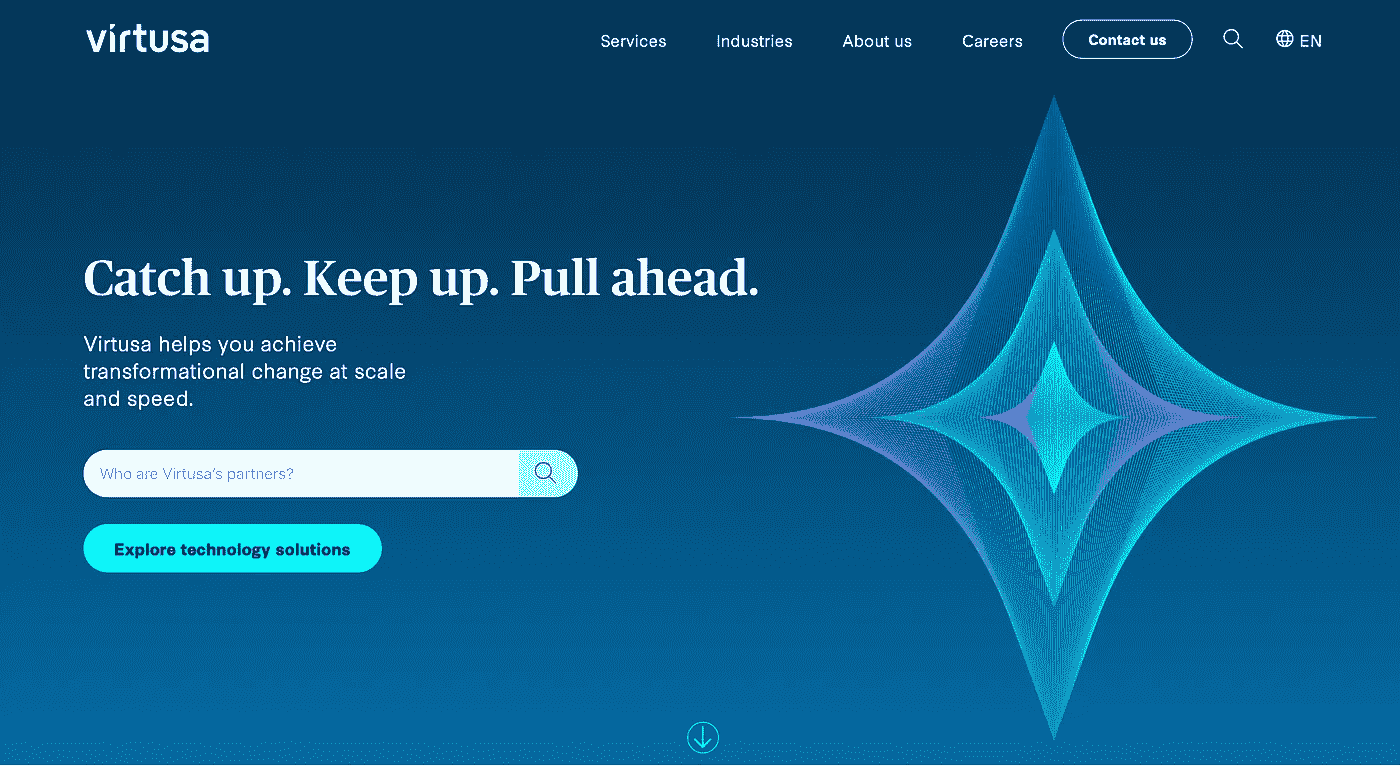 virtusa
Services
Industries
About us
Careers
Contact us
EN
Catch up. Keep up. Pull ahead.
Virtusa helps you achieve
transformational change at scale
and speed.
Who are Virtusa's partners?
Explore technology solutions